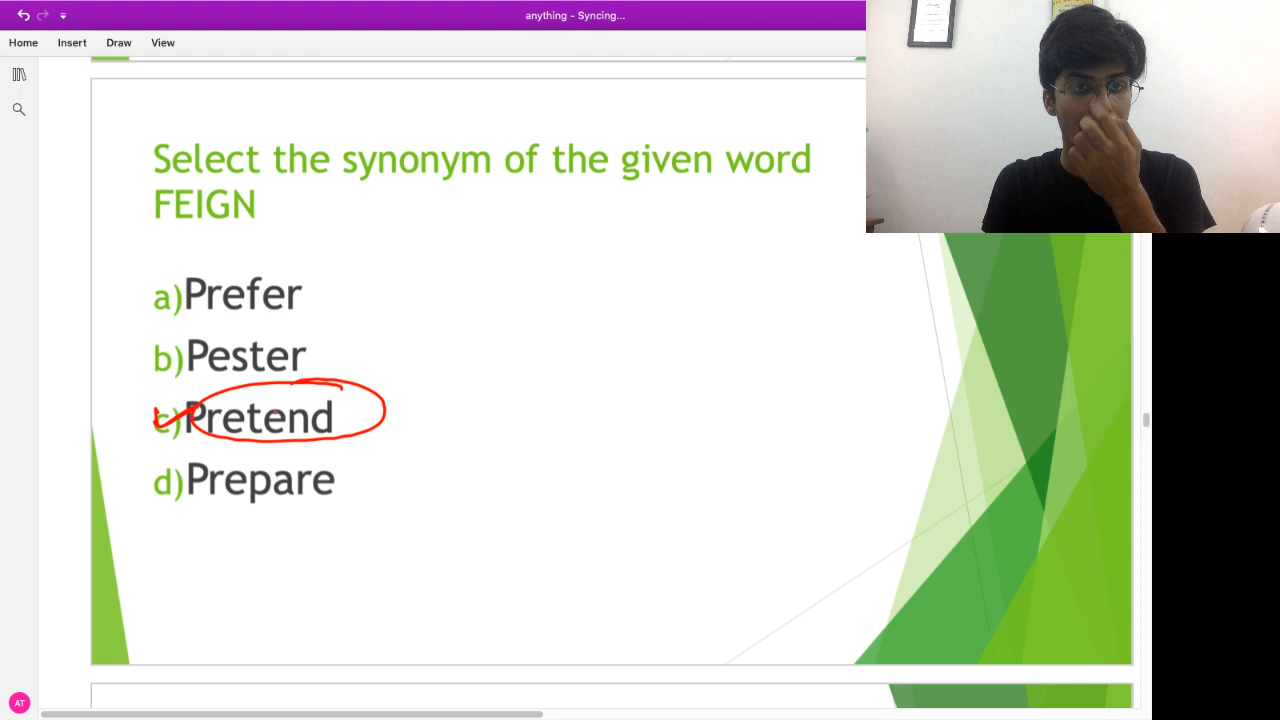 anything - Syncing...
Home Insert Draw View
Select the synonym of the given word
FEIGN
a)Prefer
b)Pester
c)Pretend
d)Prepare
AT